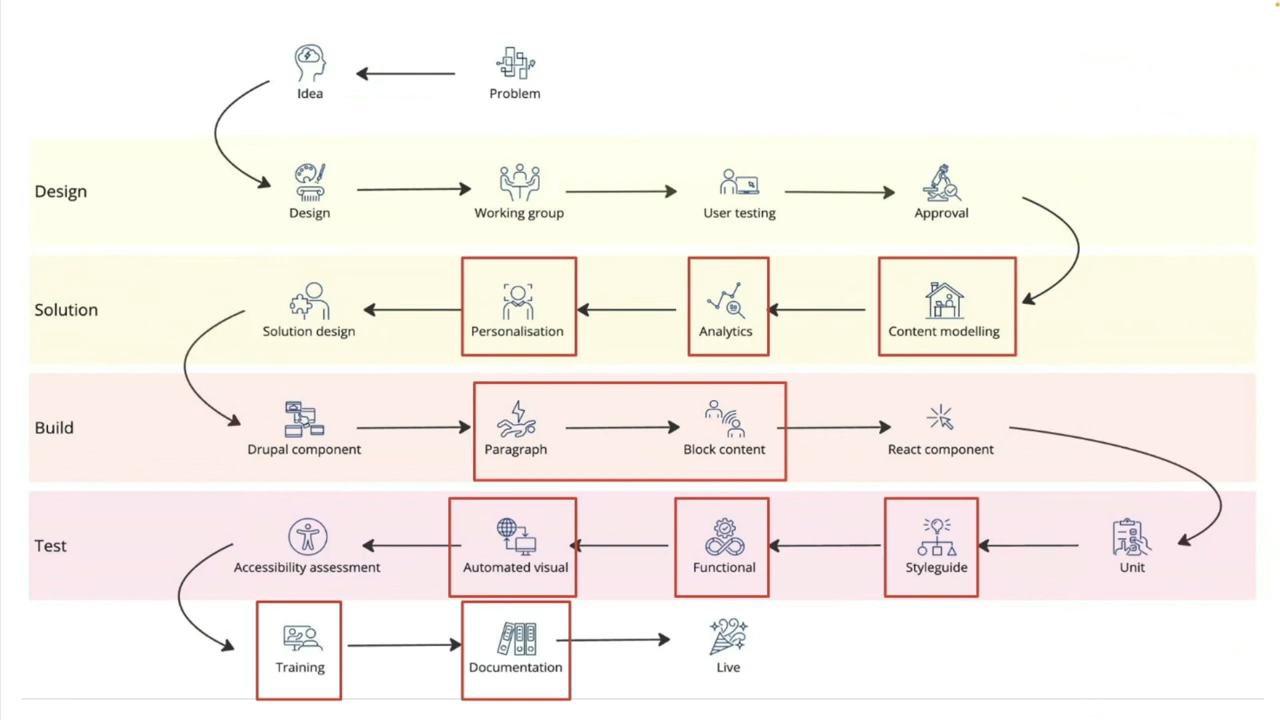 Idea
Problem
Design
Design
Working group
User testing
Approval
Solution
Solution design
Personalisation
Analytics
Content modelling
Build
Drupal component
Paragraph
Block content
React component
Test
Accessibility assessment
Automated visual
Functional
Styleguide
Unit
Training
Documentation
Live